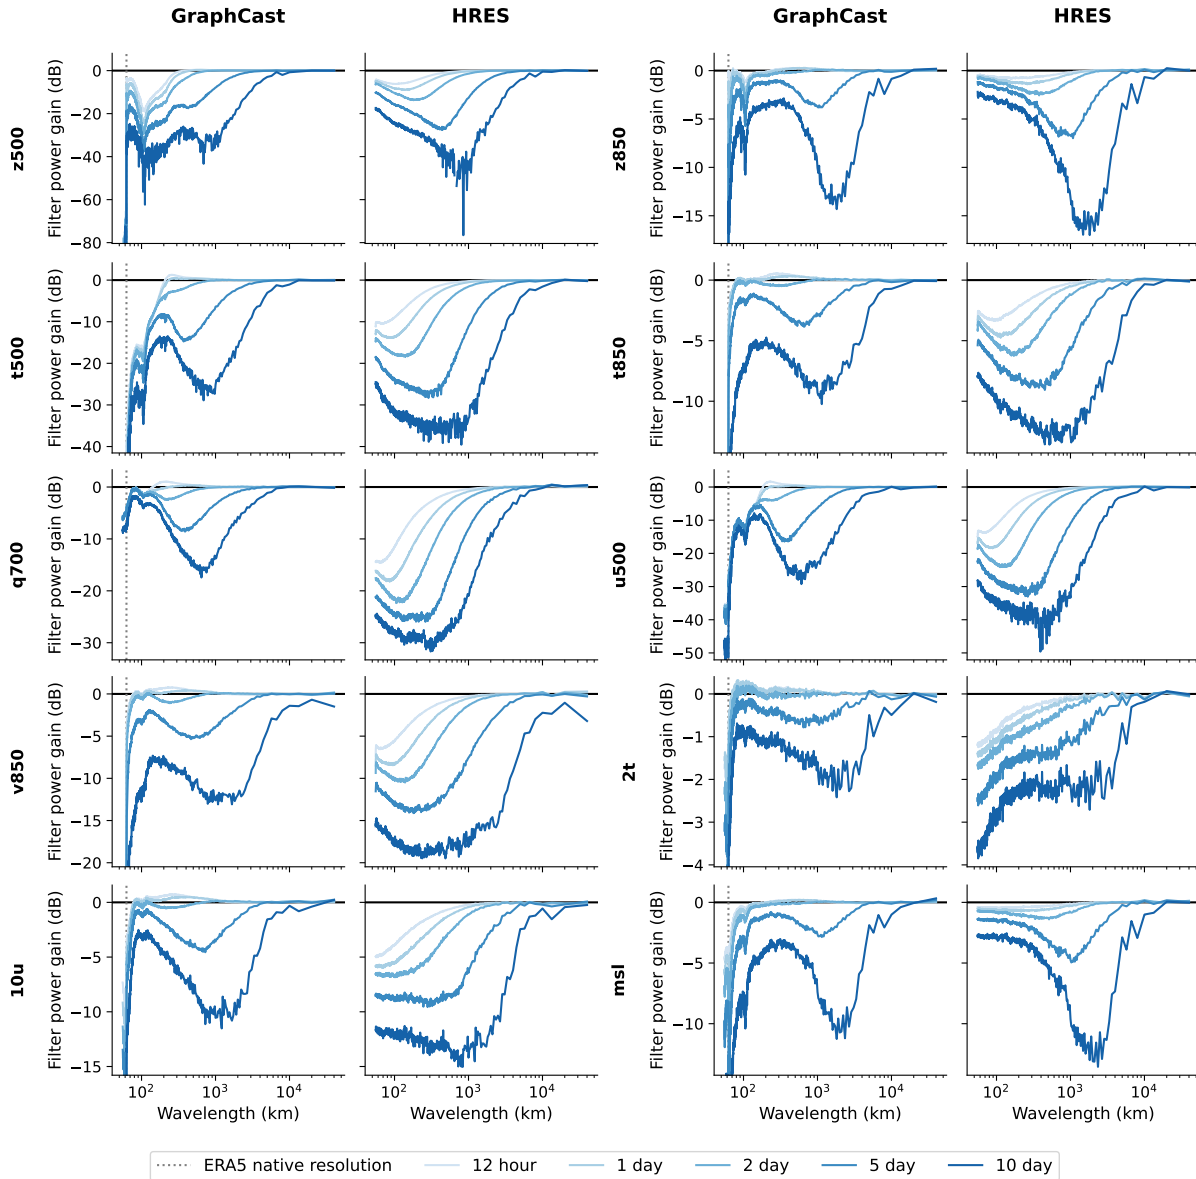 GraphCast HRES GraphCast HRES
z500
Filter power gain (dB)
0
−20
−40
−60
−80
z850
Filter power gain (dB)
0
−5
−10
−15
t500
Filter power gain (dB)
0
−10
−20
−30
−40
t850
Filter power gain (dB)
0
−5
−10
q700
Filter power gain (dB)
0
−10
−20
−30
u500
Filter power gain (dB)
0
−10
−20
−30
−40
−50
v850
Filter power gain (dB)
0
−5
−10
−15
−20
2t
Filter power gain (dB)
0
−1
−2
−3
−4
10u
Filter power gain (dB)
0
−5
−10
−15
msl
Filter power gain (dB)
0
−5
−10
10² 10³ 10⁴ 10² 10³ 10⁴ 10² 10³ 10⁴ 10² 10³ 10⁴
Wavelength (km) Wavelength (km) Wavelength (km) Wavelength (km)
ERA5 native resolution 12 hour 1 day 2 day 5 day 10 day